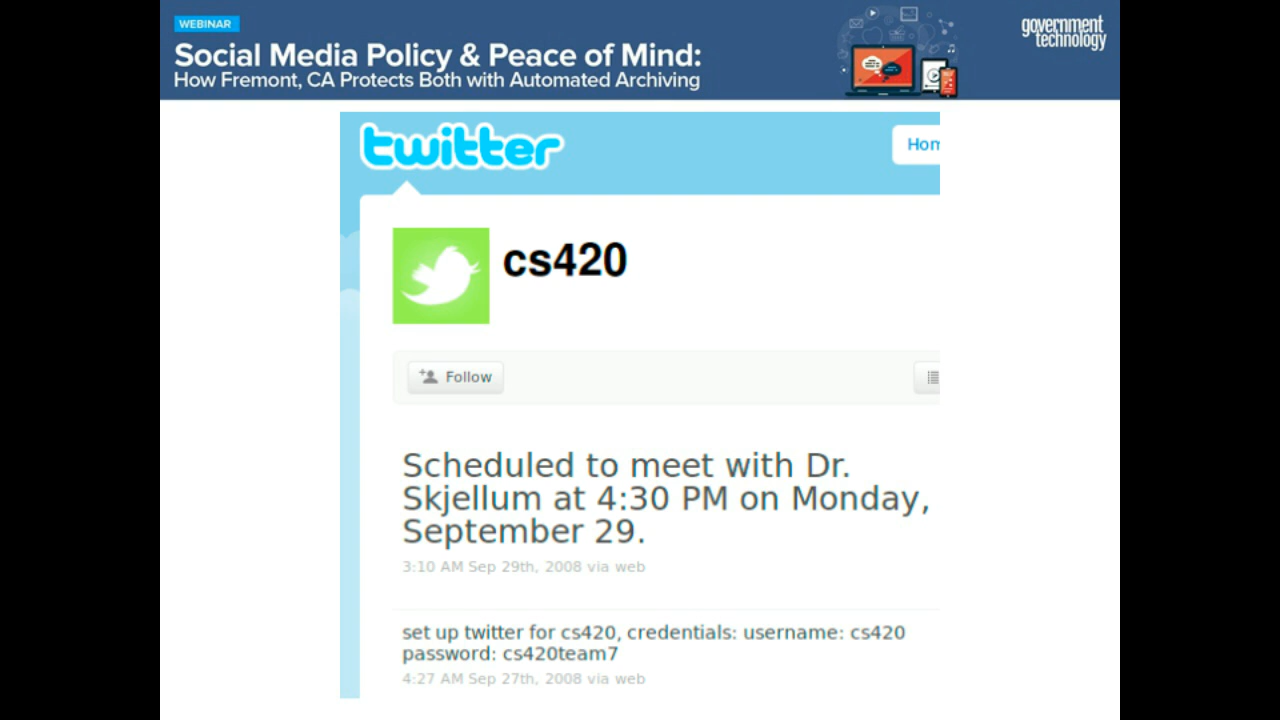 WEBINAR
Social Media Policy & Peace of Mind:
How Fremont, CA Protects Both with Automated Archiving
government
technology
twitter
Hom
cs420
Follow
Scheduled to meet with Dr.
Skjellum at 4:30 PM on Monday,
September 29.
3:10 AM Sep 29th, 2008 via web
set up twitter for cs420, credentials: username: cs420
password: cs420team7
4:27 AM Sep 27th, 2008 via web